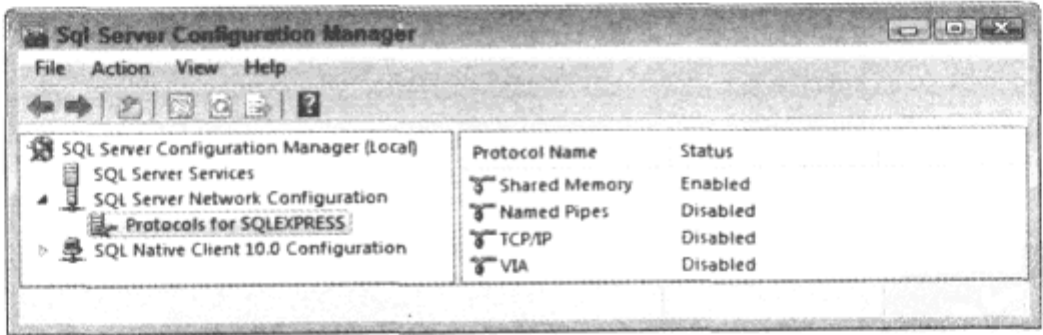 Sql Server Configuration Manager
File Action View Help
SQL Server Configuration Manager (Local)
SQL Server Services
SQL Server Network Configuration
Protocols for SQLEXPRESS
SQL Native Client 10.0 Configuration
Protocol Name Status
Shared Memory Enabled
Named Pipes Disabled
TCP/IP Disabled
VIA Disabled